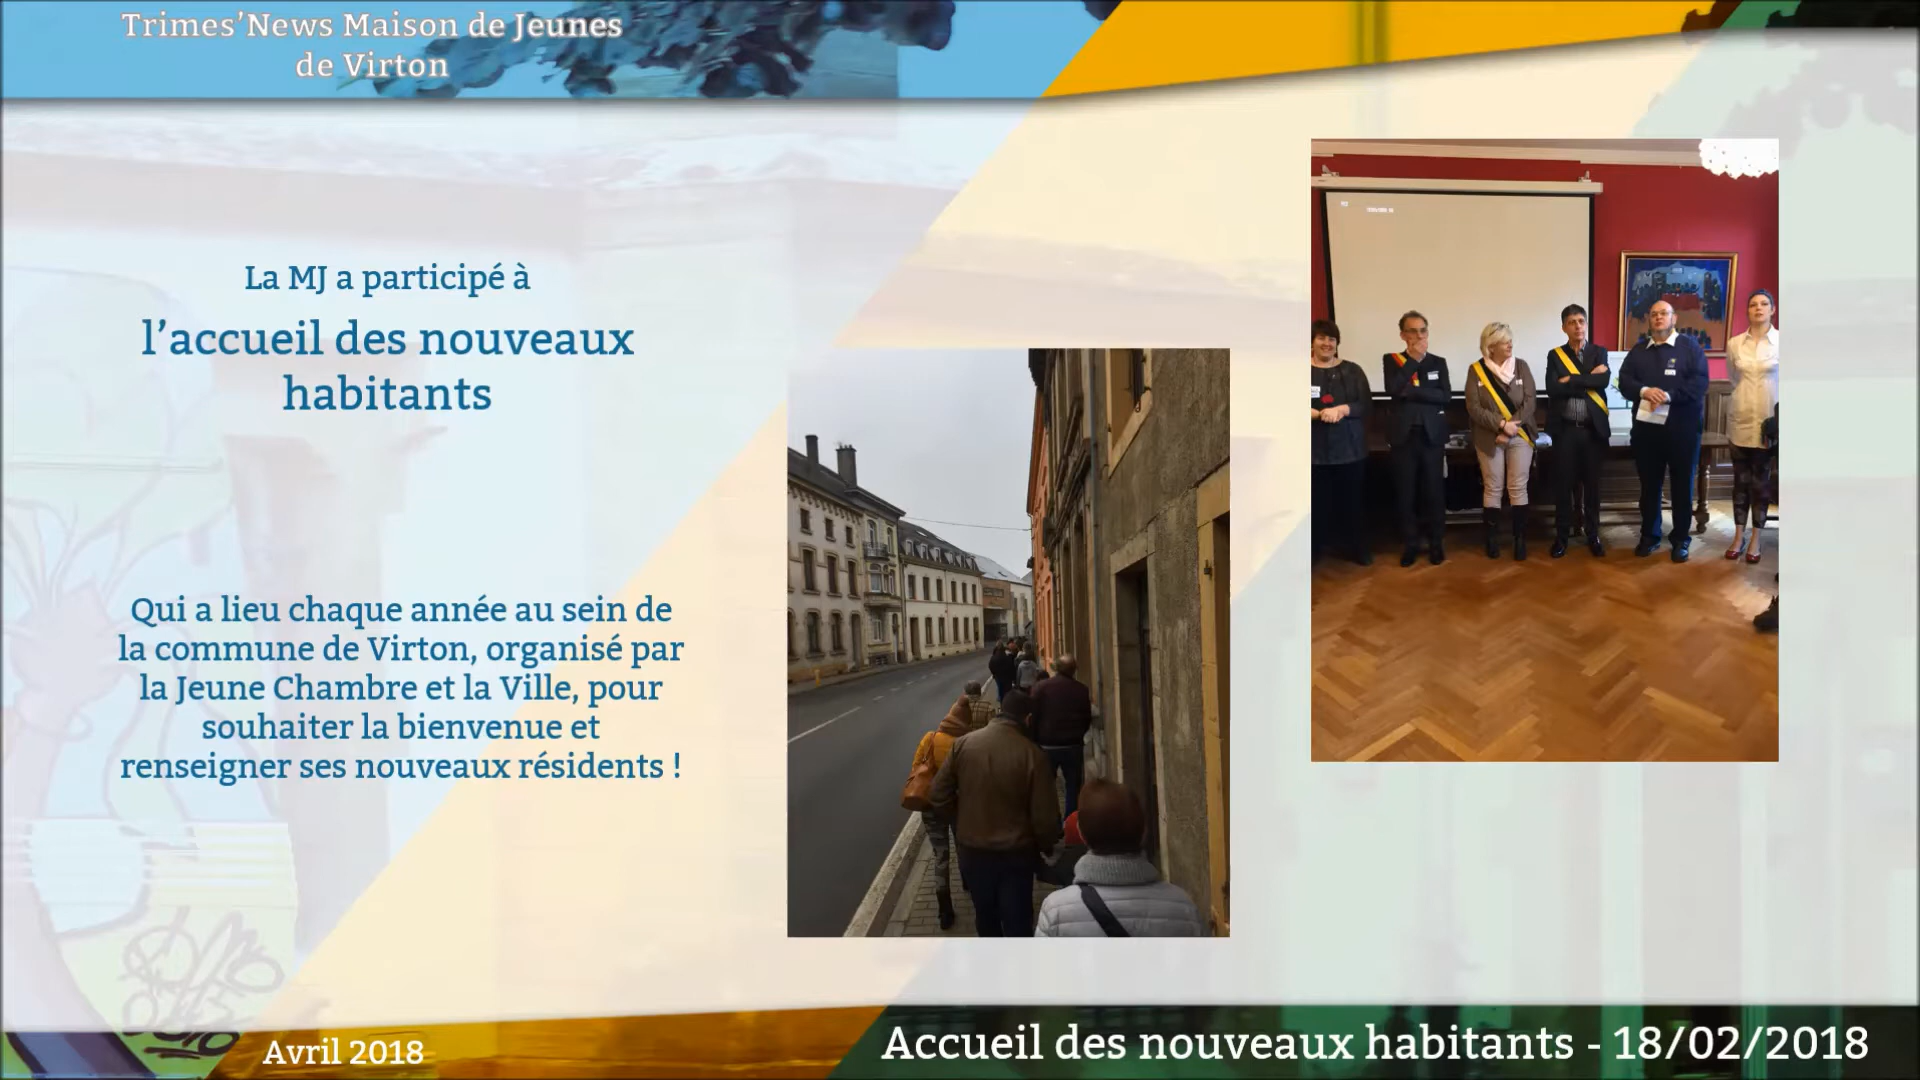 Trimes’News Maison de Jeunes
de Virton
La MJ a participé à
l’accueil des nouveaux
habitants
Qui a lieu chaque année au sein de
la commune de Virton, organisé par
la Jeune Chambre et la Ville, pour
souhaiter la bienvenue et
renseigner ses nouveaux résidents !
Avril 2018
Accueil des nouveaux habitants - 18/02/2018